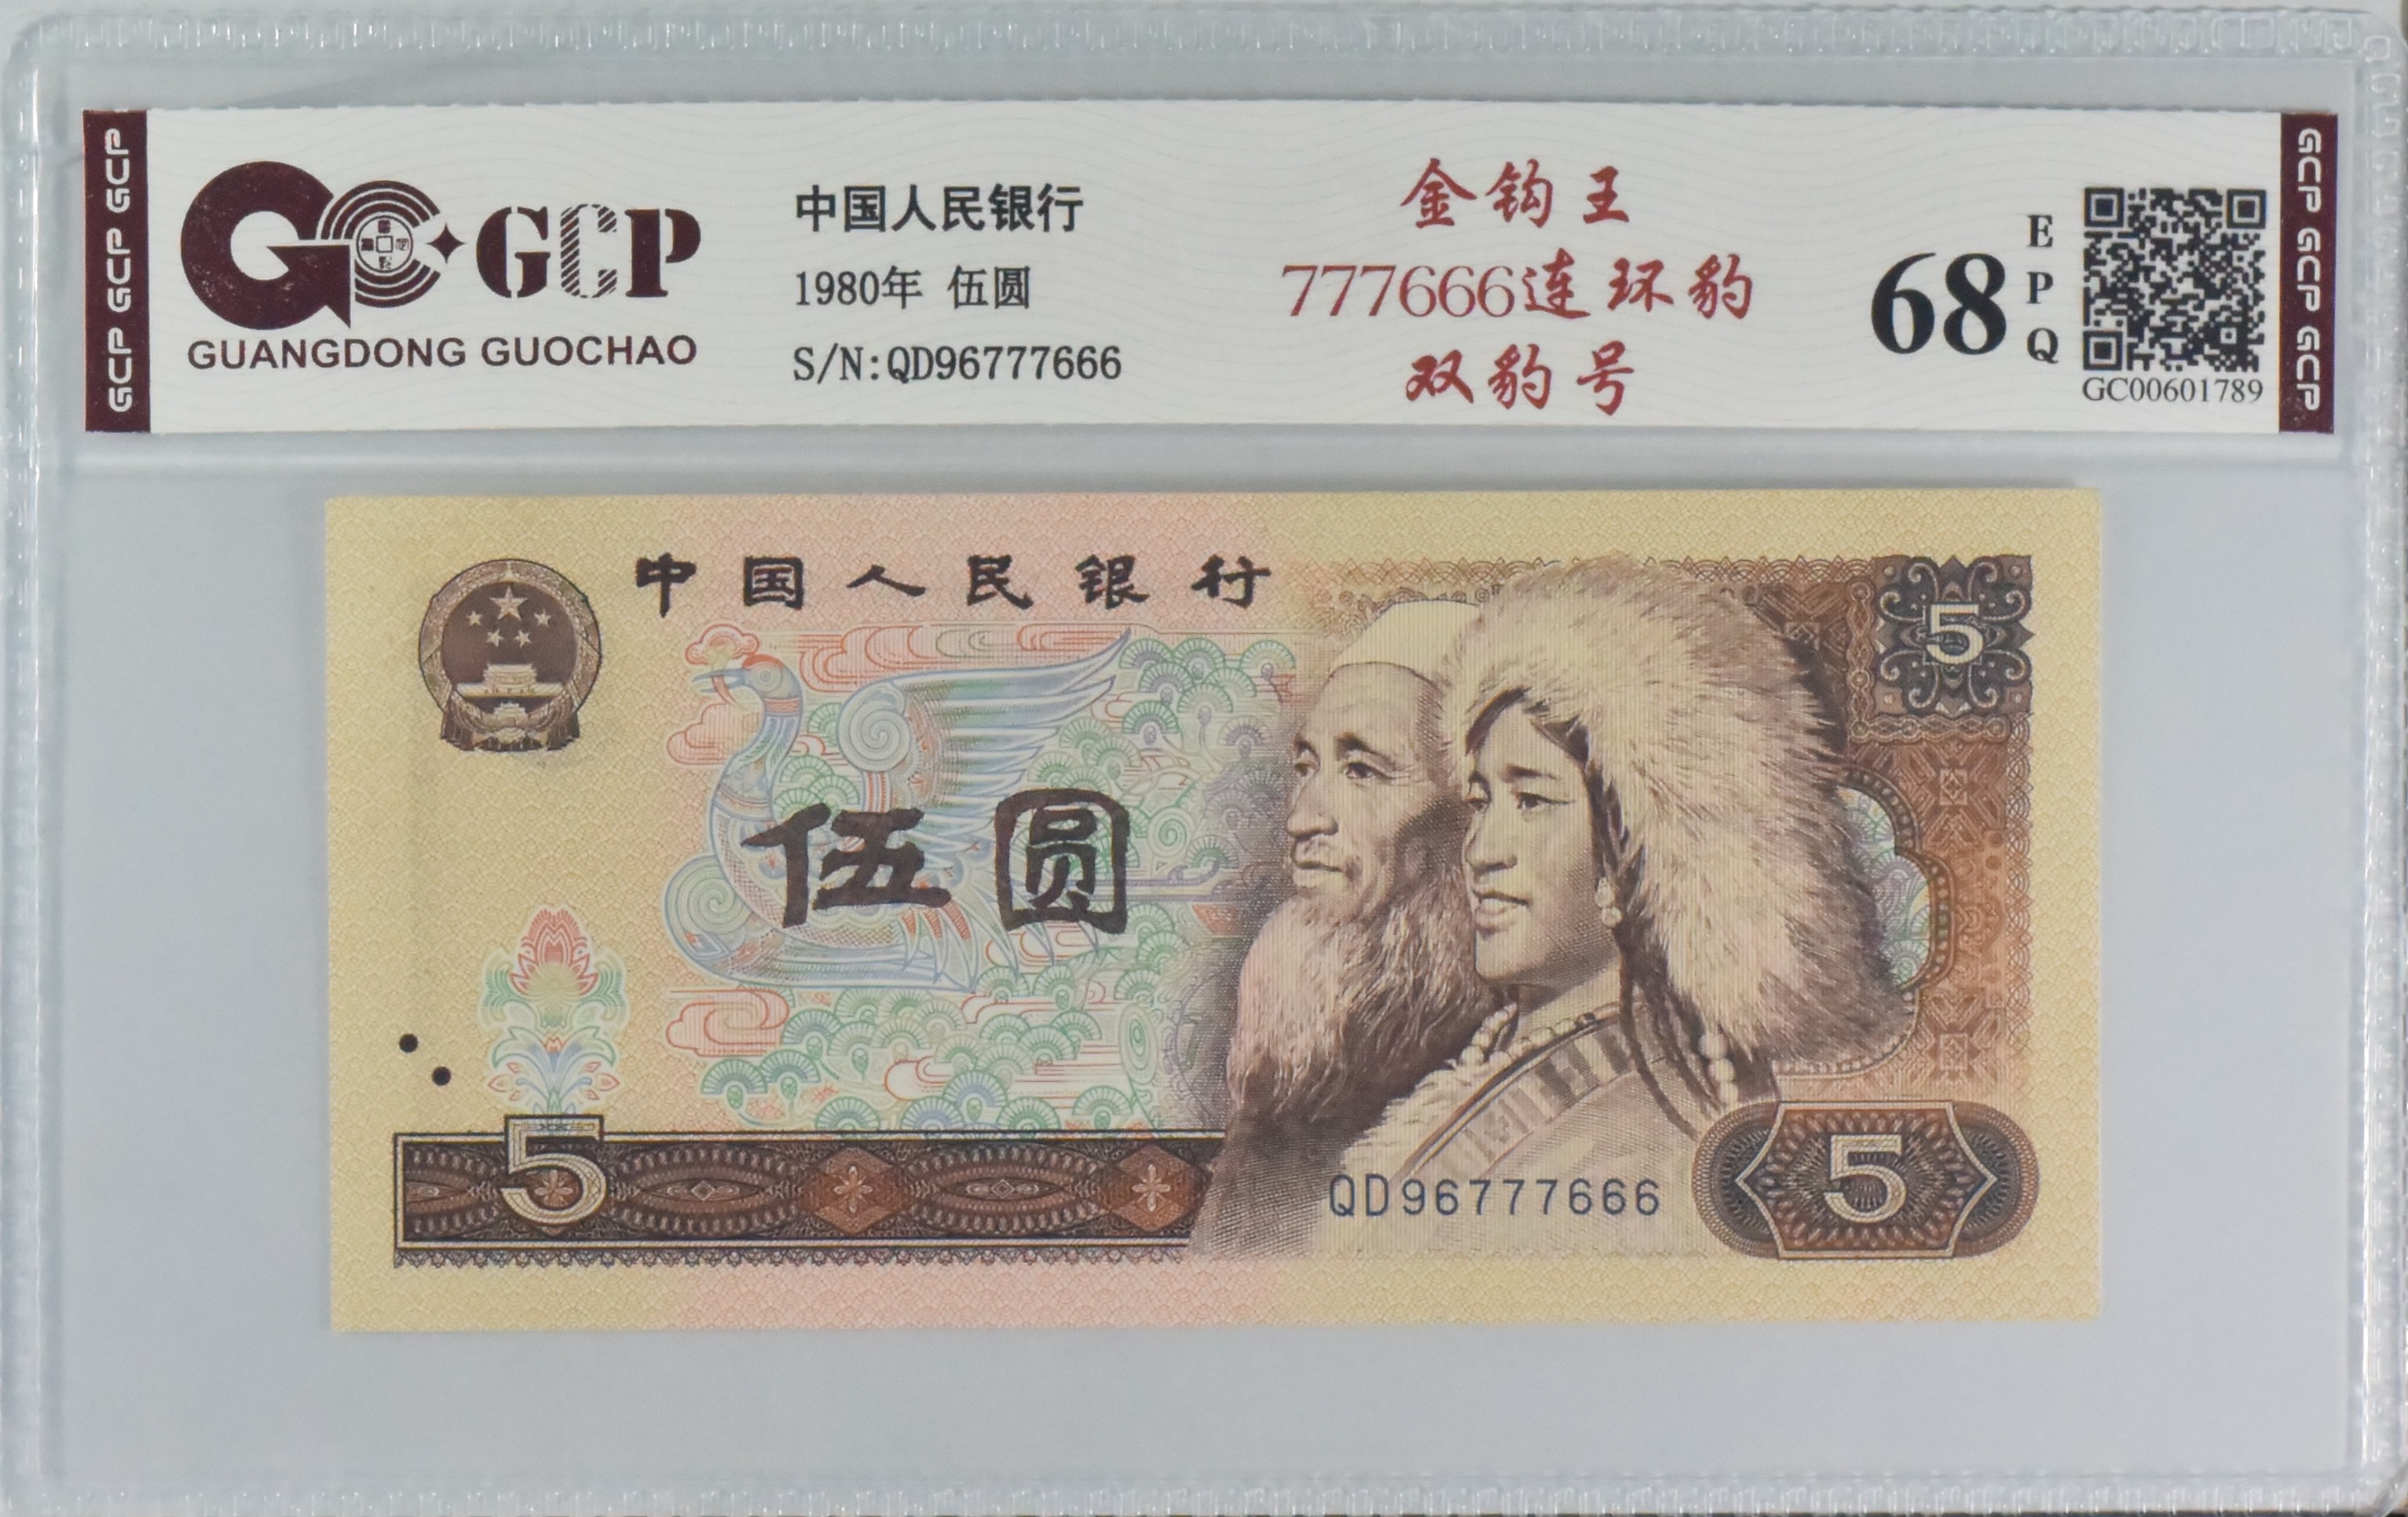 GCP GCP GCP
GCP
GUANGDONG GUOCHAO
中国人民银行
1980年 伍圆
S/N:QD96777666
金钩王
777666连环豹
双豹号
68
E
P
Q
GC00601789
GCP GCP GCP
中国人民银行
5
伍圆
5
QD96777666
5